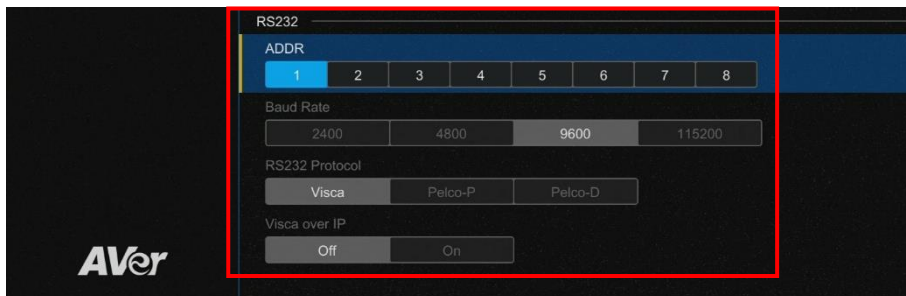 RS232
ADDR
1 2 3 4 5 6 7 8
Baud Rate
2400 4800 9600 115200
RS232 Protocol
Visca Pelco-P Pelco-D
Visca over IP
Off On
AVer